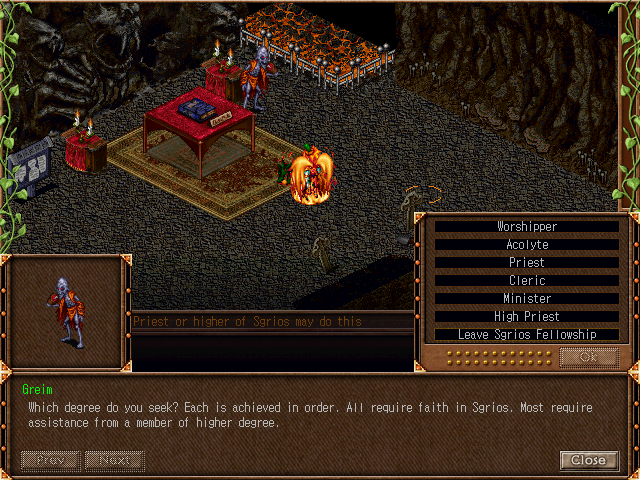 Worshipper
Acolyte
Priest
Cleric
Minister
High Priest
Leave Sgrios Fellowship
Ok
Priest or higher of Sgrios may do this
Greim
Which degree do you seek? Each is achieved in order. All require faith in Sgrios. Most require
assistance from a member of higher degree.
Prev
Next
Close